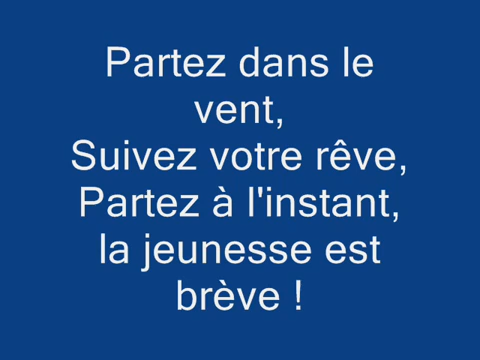 Partez dans le
vent,
Suivez votre rêve,
Partez à l'instant,
la jeunesse est
brève !